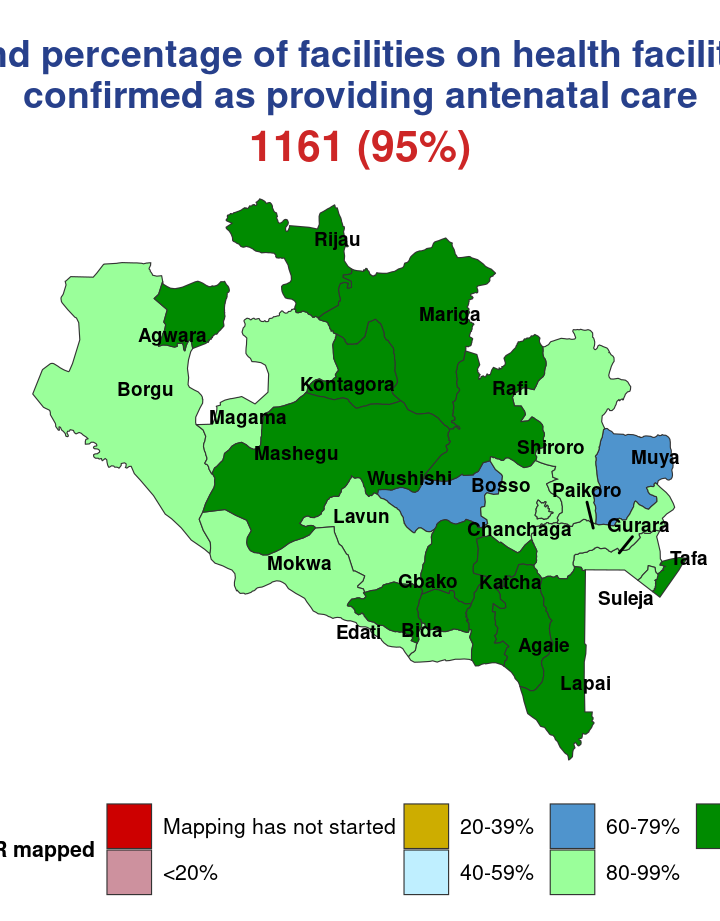 nd percentage of facilities on health facilit
confirmed as providing antenatal care
1161 (95%)
Rijau
Mariga
Agwara
Kontagora
Rafi
Borgu
Magama
Mashegu
Shiroro
Muya
Wushishi
Bosso
Paikoro
Lavun
Chanchaga
Gurara
Mokwa
Tafa
Gbako
Katcha
Suleja
Edati
Bida
Agaie
Lapai
R mapped
Mapping has not started
20-39%
60-79%
<20%
40-59%
80-99%